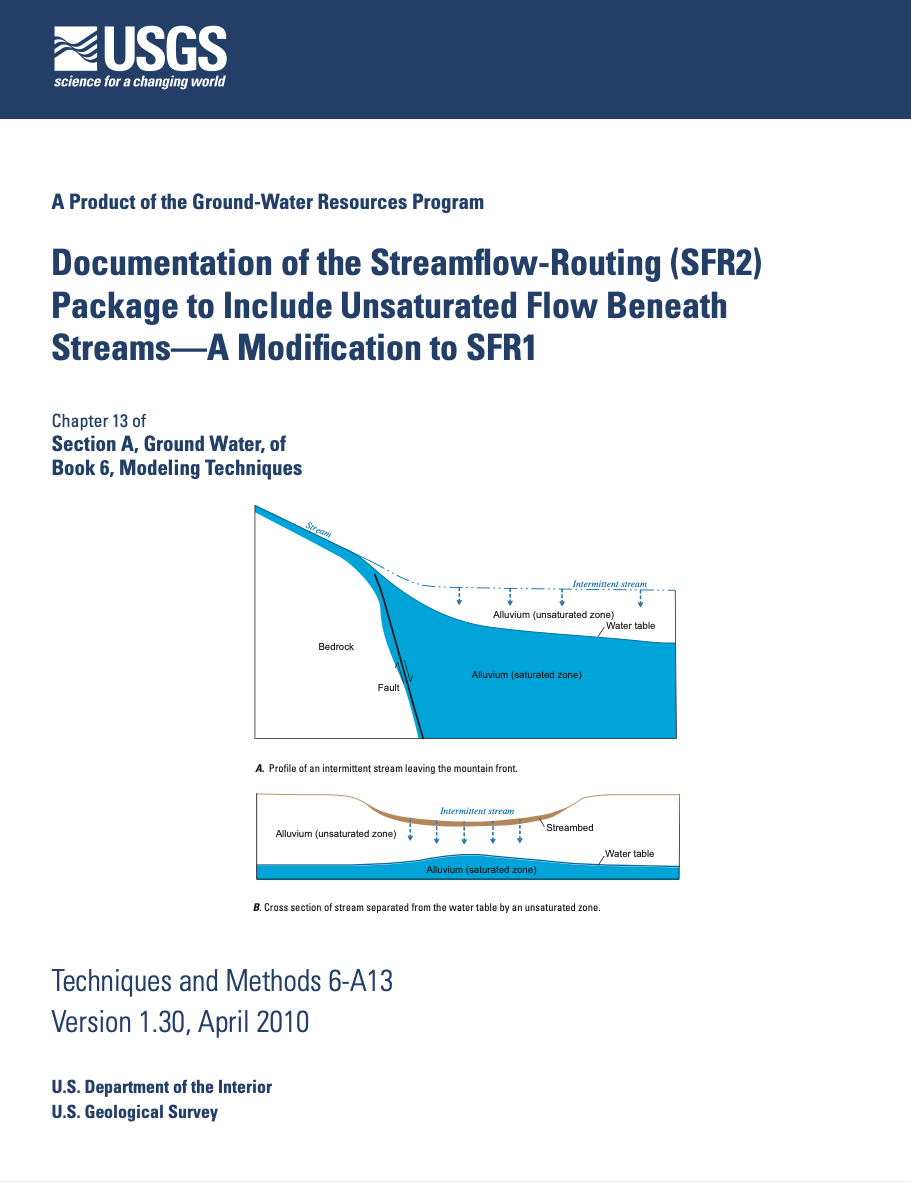 USGS
science for a changing world
A Product of the Ground-Water Resources Program
Documentation of the Streamflow-Routing (SFR2)
Package to Include Unsaturated Flow Beneath
Streams—A Modification to SFR1
Chapter 13 of
Section A, Ground Water, of
Book 6, Modeling Techniques
Stream
Intermittent stream
Alluvium (unsaturated zone)
Water table
Bedrock
Alluvium (saturated zone)
Fault
A. Profile of an intermittent stream leaving the mountain front.
Intermittent stream
Streambed
Alluvium (unsaturated zone)
Water table
Alluvium (saturated zone)
B. Cross section of stream separated from the water table by an unsaturated zone.
Techniques and Methods 6-A13
Version 1.30, April 2010
U.S. Department of the Interior
U.S. Geological Survey